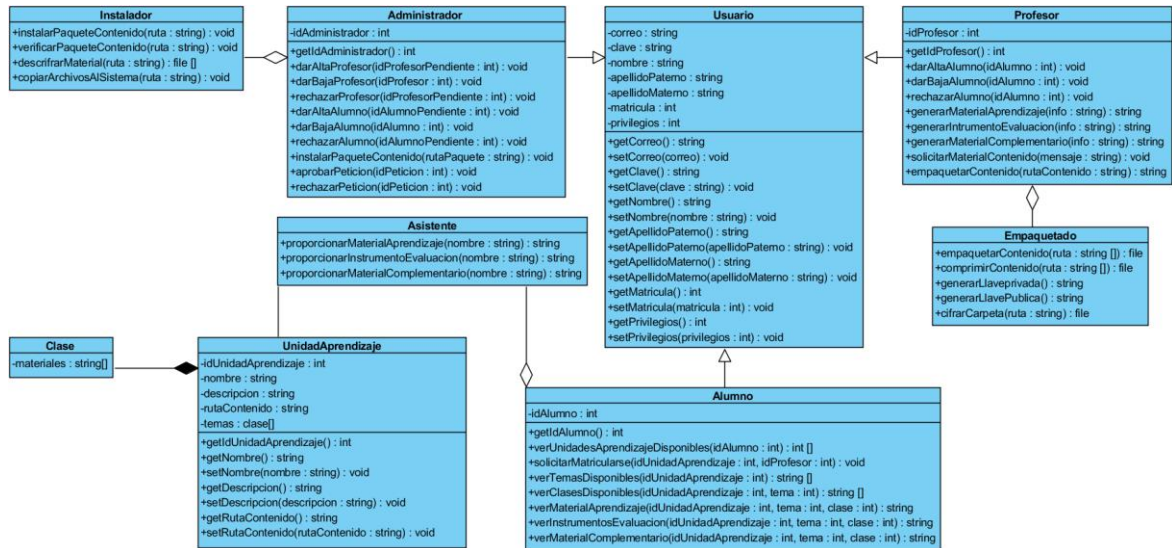 Instalador
+instalarPaqueteContenido(ruta : string) : void
+verificarPaqueteContenido(ruta : string) : void
+descrifrarMaterial(ruta : string) : file []
+copiarArchivosAlSistema(ruta : string) : void
Administrador
-idAdministrador : int
+getIdAdministrador() : int
+darAltaProfesor(idProfesorPendiente : int) : void
+darBajaProfesor(idProfesor : int) : void
+rechazarProfesor(idProfesorPendiente : int) : void
+darAltaAlumno(idAlumnoPendiente : int) : void
+darBajaAlumno(idAlumno : int) : void
+rechazarAlumno(idAlumnoPendiente : int) : void
+instalarPaqueteContenido(rutaPaquete : string) : void
+aprobarPeticion(idPeticion : int) : void
+rechazarPeticion(idPeticion : int) : void
Usuario
-correo : string
-clave : string
-nombre : string
-apellidoPaterno : string
-apellidoMaterno : string
-matricula : int
-privilegios : int
+getCorreo() : string
+setCorreo(correo) : void
+getClave() : string
+setClave(clave : string) : void
+getNombre() : string
+setNombre(nombre : string) : void
+getApellidoPaterno() : string
+setApellidoPaterno(apellidoPaterno : string) : void
+getApellidoMaterno() : string
+setApellidoMaterno(apellidoMaterno : string) : void
+getMatricula() : int
+setMatricula(matricula : int) : void
+getPrivilegios() : int
+setPrivilegios(privilegios : int) : void
Profesor
-idProfesor : int
+getIdProfesor() : int
+darAltaAlumno(idAlumno : int) : void
+darBajaAlumno(idAlumno : int) : void
+rechazarAlumno(idAlumno : int) : void
+generarMaterialAprendizaje(info : string) : string
+generarIntrumentoEvaluacion(info : string) : string
+generarMaterialComplementario(info : string) : string
+solicitarMaterialContenido(mensaje : string) : void
+empaquetarContenido(rutaContenido : string) : string
Asistente
+proporcionarMaterialAprendizaje(nombre : string) : string
+proporcionarInstrumentoEvaluacion(nombre : string) : string
+proporcionarMaterialComplementario(nombre : string) : string
Empaquetado
+empaquetarContenido(ruta : string []) : file
+comprimirContenido(ruta : string []) : file
+generarLlaveprivada() : string
+generarLlavePublica() : string
+cifrarCarpeta(ruta : string) : file
Clase
-materiales : string[]
UnidadAprendizaje
-idUnidadAprendizaje : int
-nombre : string
-descripcion : string
-rutaContenido : string
-temas : clase[]
+getIdUnidadAprendizaje() : int
+getNombre() : string
+setNombre(nombre : string) : void
+getDescripcion() : string
+setDescripcion(descripcion : string) : void
+getRutaContenido() : string
+setRutaContenido(rutaContenido : string) : void
Alumno
-idAlumno : int
+getIdAlumno() : int
+verUnidadesAprendizajeDisponibles(idAlumno : int) : int []
+solicitarMatricularse(idUnidadAprendizaje : int, idProfesor : int) : void
+verTemasDisponibles(idUnidadAprendizaje : int) : string []
+verClasesDisponibles(idUnidadAprendizaje : int, tema : int) : string []
+verMaterialAprendizaje(idUnidadAprendizaje : int, tema : int, clase : int) : string
+verInstrumentosEvaluacion(idUnidadAprendizaje : int, tema : int, clase : int) : string
+verMaterialComplementario(idUnidadAprendizaje : int, tema : int, clase : int) : string